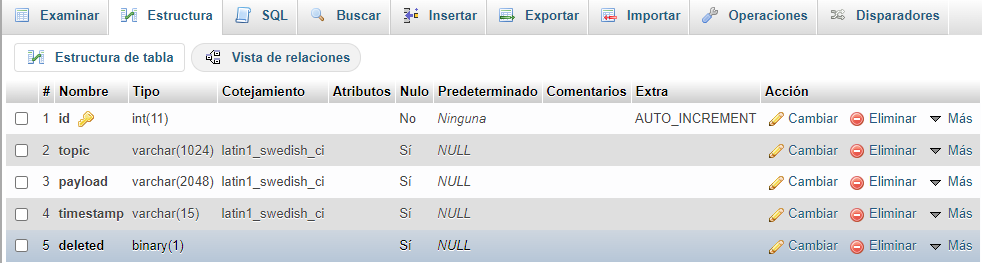 Examinar Estructura SQL Buscar Insertar Exportar Importar Operaciones Disparadores
Estructura de tabla Vista de relaciones
# Nombre Tipo Cotejamiento Atributos Nulo Predeterminado Comentarios Extra Acción
1 id int(11) No Ninguna AUTO_INCREMENT Cambiar Eliminar Más
2 topic varchar(1024) latin1_swedish_ci Sí NULL Cambiar Eliminar Más
3 payload varchar(2048) latin1_swedish_ci Sí NULL Cambiar Eliminar Más
4 timestamp varchar(15) latin1_swedish_ci Sí NULL Cambiar Eliminar Más
5 deleted binary(1) Sí NULL Cambiar Eliminar Más